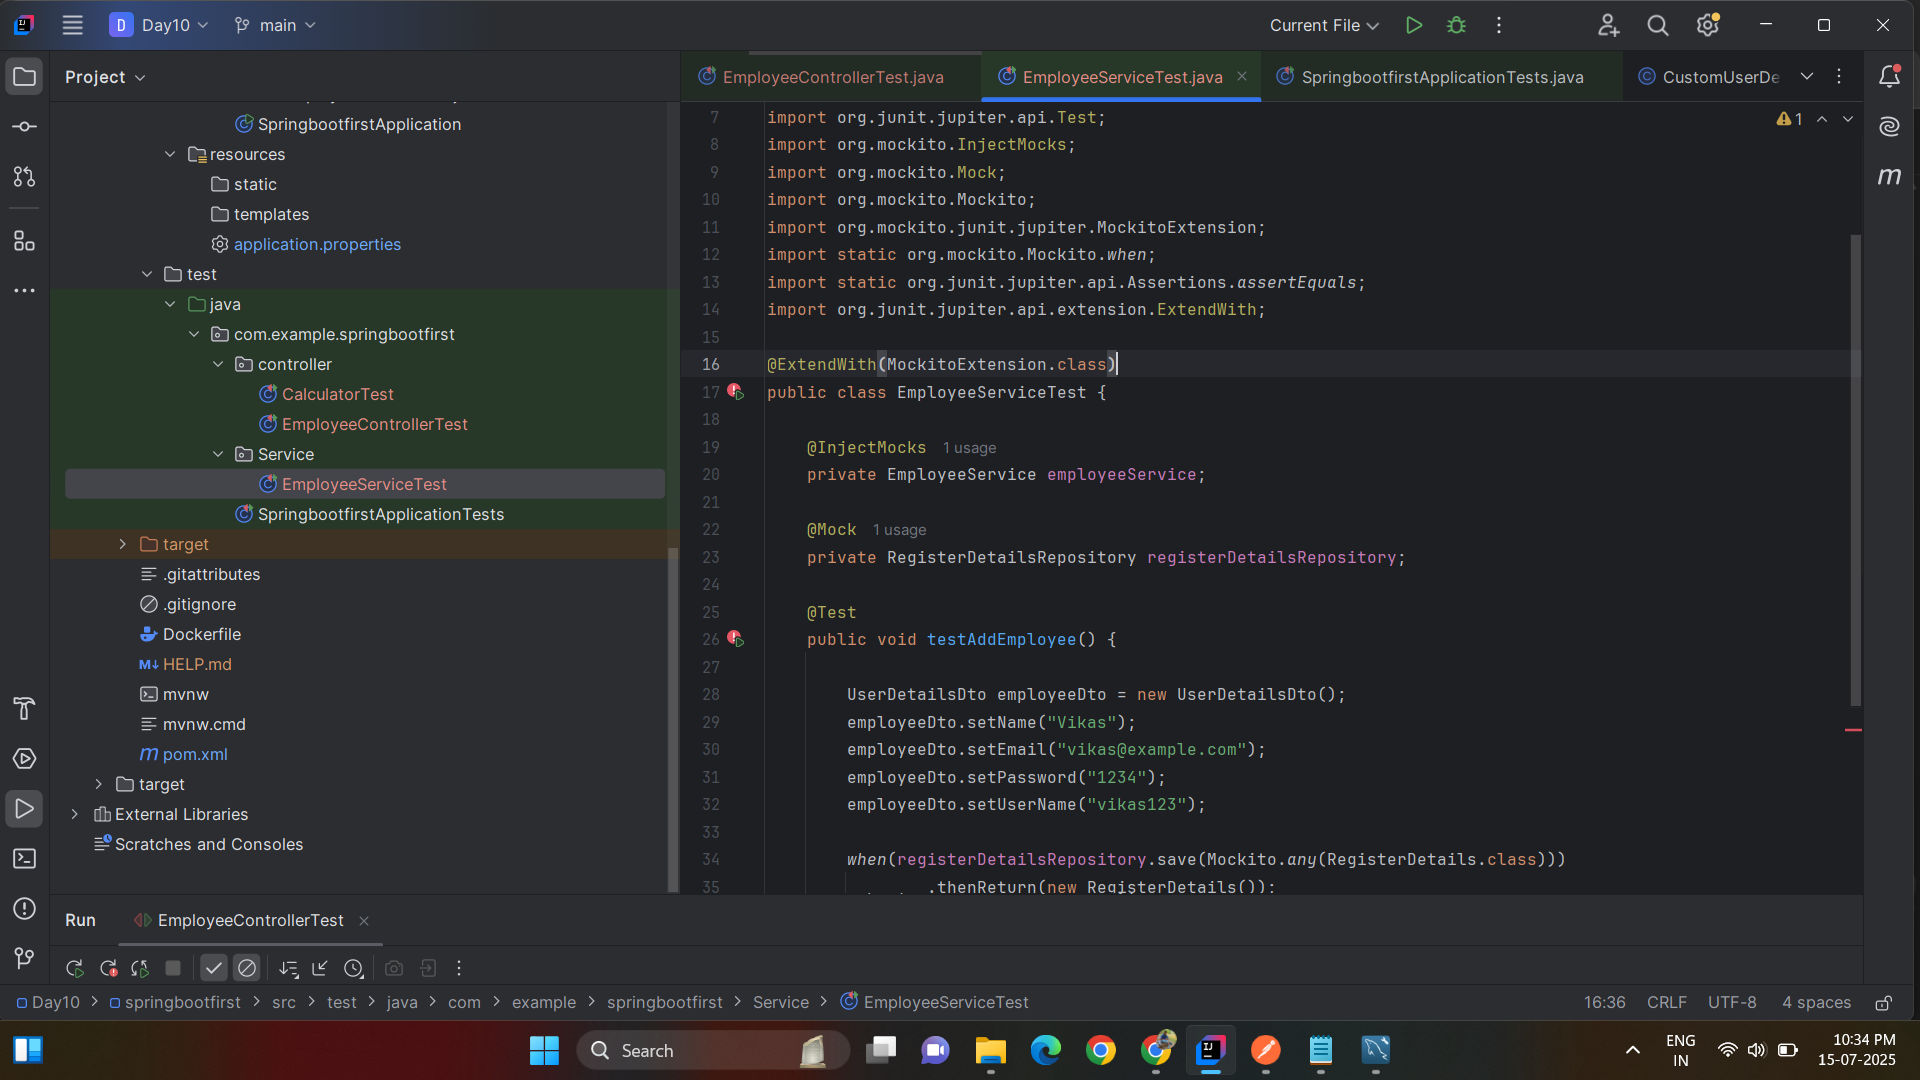 D Day10 main
Current File
Project
SpringbootfirstApplication
resources
static
templates
application.properties
test
java
com.example.springbootfirst
controller
CalculatorTest
EmployeeControllerTest
Service
EmployeeServiceTest
SpringbootfirstApplicationTests
target
.gitattributes
.gitignore
Dockerfile
M↓ HELP.md
mvnw
mvnw.cmd
m pom.xml
target
External Libraries
Scratches and Consoles
EmployeeControllerTest.java EmployeeServiceTest.java SpringbootfirstApplicationTests.java CustomUserDe
1
m
7 import org.junit.jupiter.api.Test;
8 import org.mockito.InjectMocks;
9 import org.mockito.Mock;
10 import org.mockito.Mockito;
11 import org.mockito.junit.jupiter.MockitoExtension;
12 import static org.mockito.Mockito.when;
13 import static org.junit.jupiter.api.Assertions.assertEquals;
14 import org.junit.jupiter.api.extension.ExtendWith;
15
16 @ExtendWith(MockitoExtension.class)
17 public class EmployeeServiceTest {
18
19 @InjectMocks 1 usage
20 private EmployeeService employeeService;
21
22 @Mock 1 usage
23 private RegisterDetailsRepository registerDetailsRepository;
24
25 @Test
26 public void testAddEmployee() {
27
28 UserDetailsDto employeeDto = new UserDetailsDto();
29 employeeDto.setName("Vikas");
30 employeeDto.setEmail("vikas@example.com");
31 employeeDto.setPassword("1234");
32 employeeDto.setUserName("vikas123");
33
34 when(registerDetailsRepository.save(Mockito.any(RegisterDetails.class)))
35 .thenReturn(new RegisterDetails());
Run EmployeeControllerTest
Day10 > springbootfirst > src > test > java > com > example > springbootfirst > Service > EmployeeServiceTest
16:36 CRLF UTF-8 4 spaces
Search
ENG
IN
10:34 PM
15-07-2025